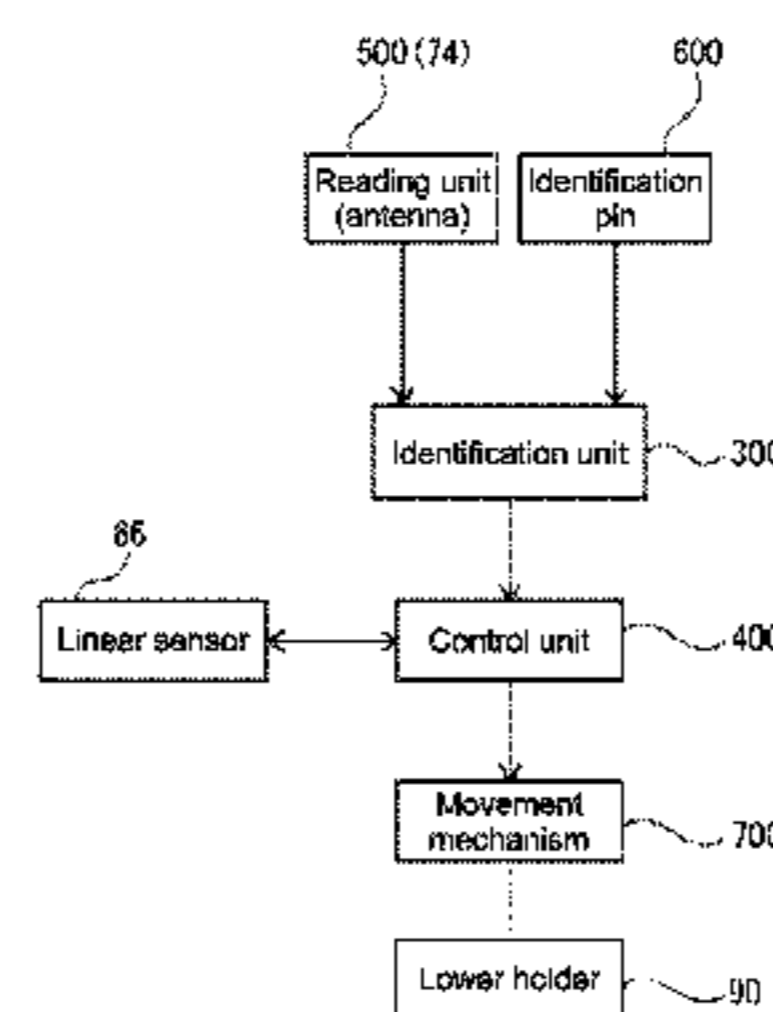 500 (74) 600
Reading unit
(antenna)
Identification
pin
Identification unit 300
Linear sensor
Control unit 400
Movement
mechanism 700
Lower holder 90